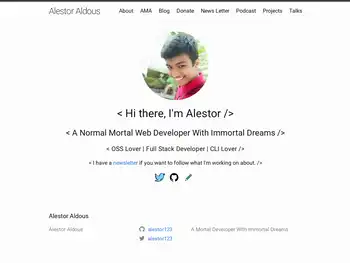 Alestor Aldous
About AMA Blog Donate News Letter Podcast Projects Talks
< Hi there, I'm Alestor />
< A Normal Mortal Web Developer With Immortal Dreams />
< OSS Lover | Full Stack Developer | CLI Lover />
< I have a newsletter if you want to follow what I'm working on about. />
Alestor Aldous
Alestor Aldous alestor123 A Mortal Developer With Immortal Dreams
alestor123